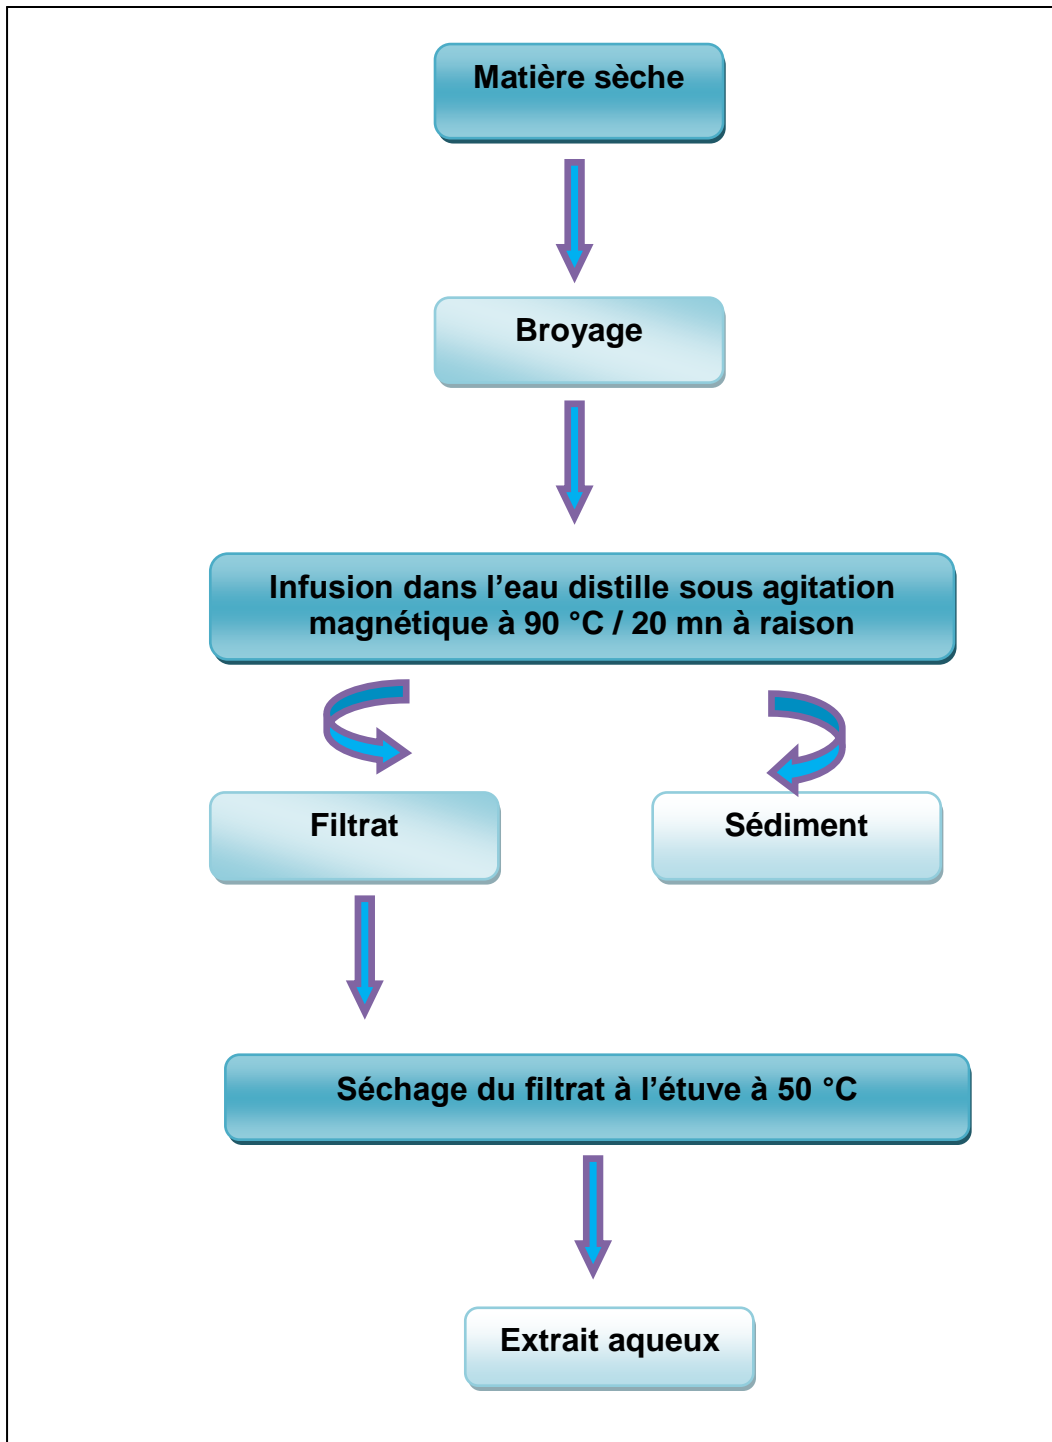 Matière sèche
Broyage
Infusion dans l’eau distille sous agitation
magnétique à 90 °C / 20 mn à raison
Filtrat
Sédiment
Séchage du filtrat à l’étuve à 50 °C
Extrait aqueux